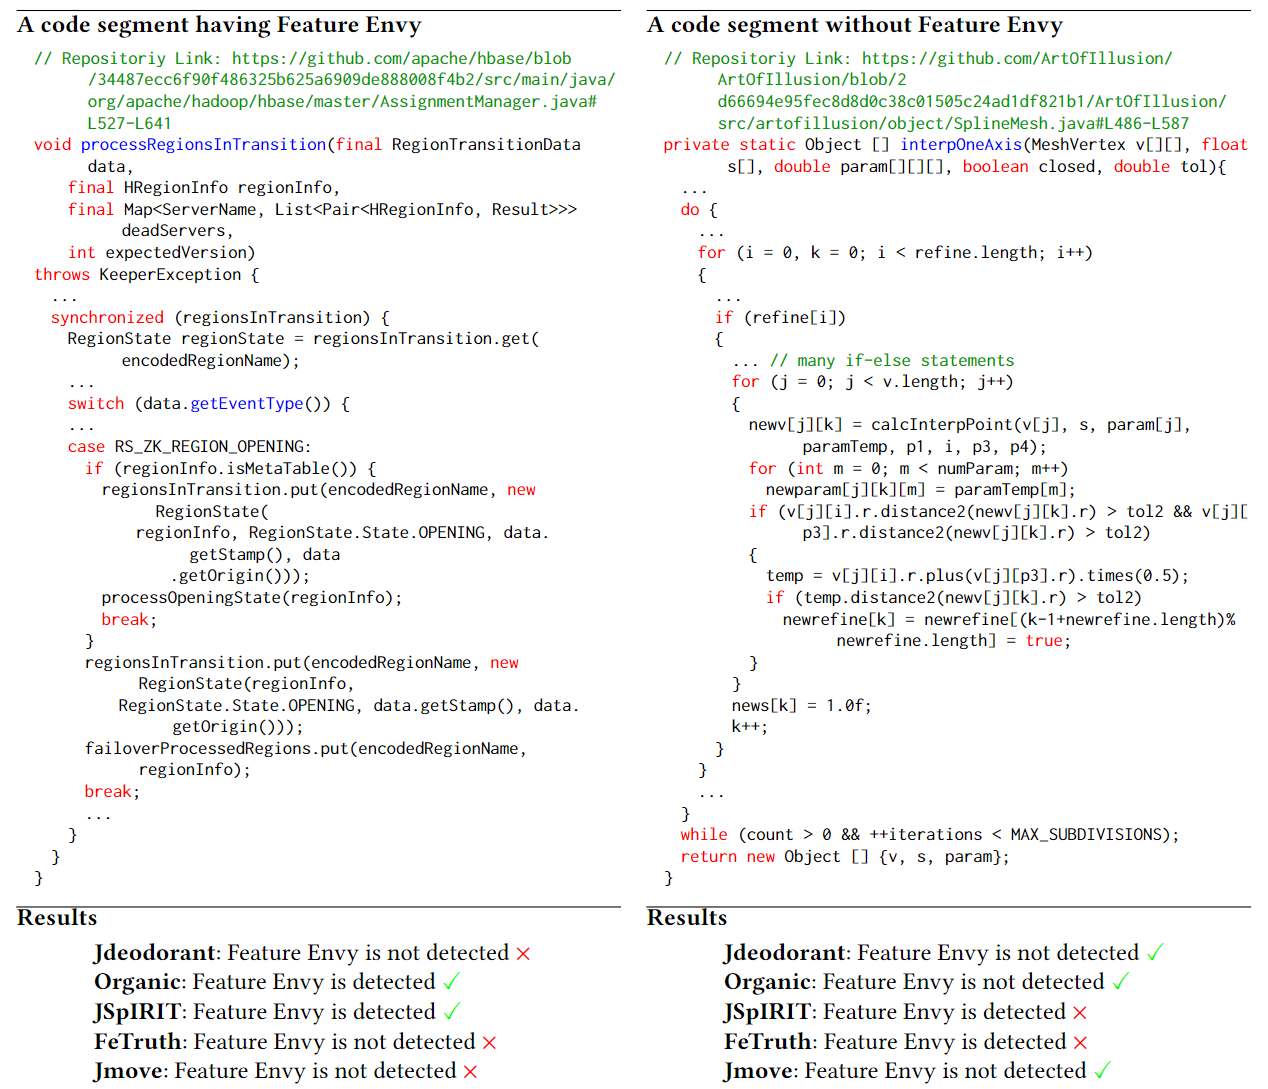 A code segment having Feature Envy
// Repositoriy Link: https://github.com/apache/hbase/blob
/34487ecc6f90f486325b625a6909de888008f4b2/src/main/java/
org/apache/hadoop/hbase/master/AssignmentManager.java#
L527-L641
void processRegionsInTransition(final RegionTransitionData
data,
final HRegionInfo regionInfo,
final Map<ServerName, List<Pair<HRegionInfo, Result>>>
deadServers,
int expectedVersion)
throws KeeperException {
...
synchronized (regionsInTransition) {
RegionState regionState = regionsInTransition.get(
encodedRegionName);
...
switch (data.getEventType()) {
...
case RS_ZK_REGION_OPENING:
if (regionInfo.isMetaTable()) {
regionsInTransition.put(encodedRegionName, new
RegionState(
regionInfo, RegionState.State.OPENING, data.
getStamp(), data
.getOrigin()));
processOpeningState(regionInfo);
break;
}
regionsInTransition.put(encodedRegionName, new
RegionState(regionInfo,
RegionState.State.OPENING, data.getStamp(), data.
getOrigin()));
failoverProcessedRegions.put(encodedRegionName,
regionInfo);
break;
...
}
}
}
Results
Jdeodorant: Feature Envy is not detected ×
Organic: Feature Envy is detected ✓
JSpIRIT: Feature Envy is detected ✓
FeTruth: Feature Envy is not detected ×
Jmove: Feature Envy is not detected ×
A code segment without Feature Envy
// Repositoriy Link: https://github.com/ArtOfIllusion/
ArtOfIllusion/blob/2
d66694e95fec8d8d0c38c01505c24ad1df821b1/ArtOfIllusion/
src/artofillusion/object/SplineMesh.java#L486-L587
private static Object [] interpOneAxis(MeshVertex v[][], float
s[], double param[][][], boolean closed, double tol){
...
do {
...
for (i = 0, k = 0; i < refine.length; i++)
{
...
if (refine[i])
{
... // many if-else statements
for (j = 0; j < v.length; j++)
{
newv[j][k] = calcInterpPoint(v[j], s, param[j],
paramTemp, p1, i, p3, p4);
for (int m = 0; m < numParam; m++)
newparam[j][k][m] = paramTemp[m];
if (v[j][i].r.distance2(newv[j][k].r) > tol2 && v[j][
p3].r.distance2(newv[j][k].r) > tol2)
{
temp = v[j][i].r.plus(v[j][p3].r).times(0.5);
if (temp.distance2(newv[j][k].r) > tol2)
newrefine[k] = newrefine[(k-1+newrefine.length)%
newrefine.length] = true;
}
}
news[k] = 1.0f;
k++;
}
}
...
}
while (count > 0 && ++iterations < MAX_SUBDIVISIONS);
return new Object [] {v, s, param};
}
Results
Jdeodorant: Feature Envy is not detected ✓
Organic: Feature Envy is not detected ✓
JSpIRIT: Feature Envy is detected ×
FeTruth: Feature Envy is detected ×
Jmove: Feature Envy is not detected ✓